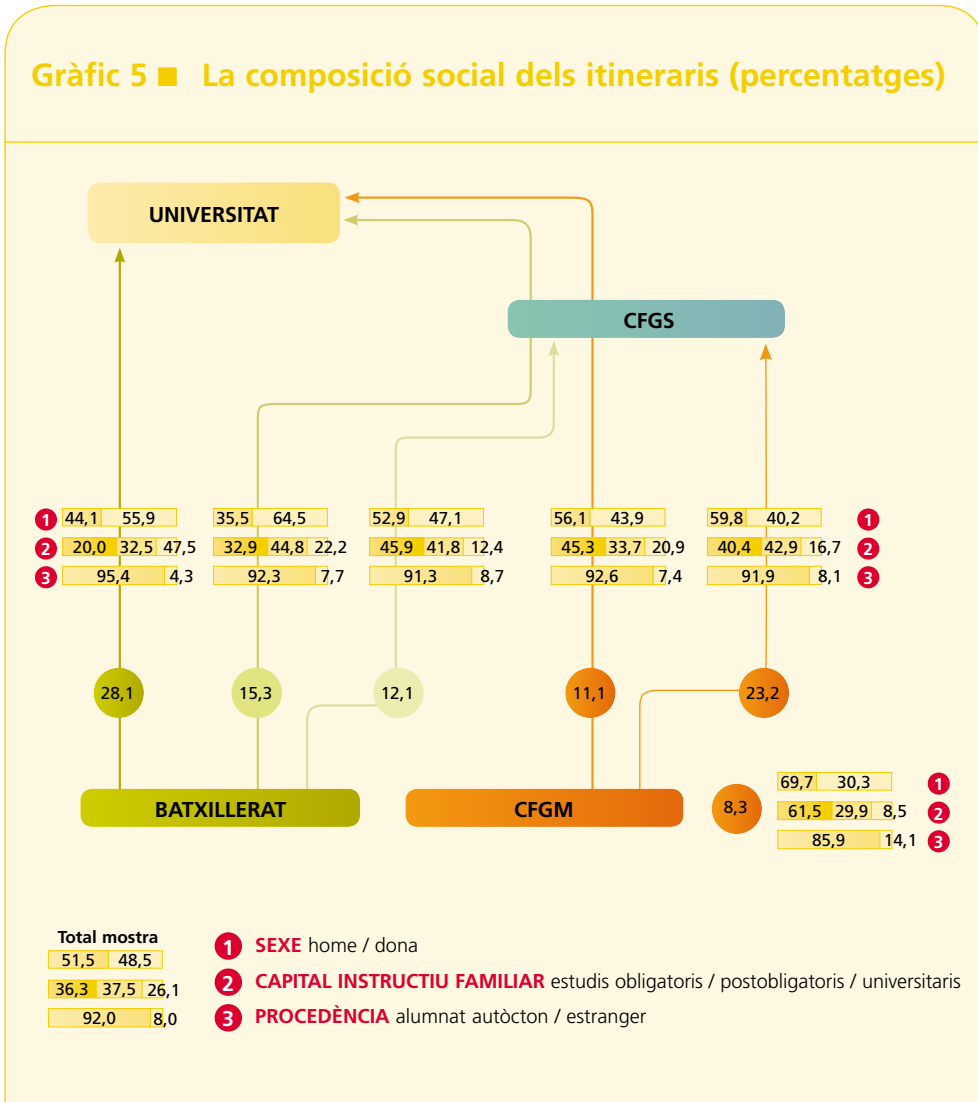 Gràfic 5 ■ La composició social dels itineraris (percentatges)
UNIVERSITAT
CFGS
1 44,1 55,9 35,5 64,5 52,9 47,1 56,1 43,9 59,8 40,2 1
2 20,0 32,5 47,5 32,9 44,8 22,2 45,9 41,8 12,4 45,3 33,7 20,9 40,4 42,9 16,7 2
3 95,4 4,3 92,3 7,7 91,3 8,7 92,6 7,4 91,9 8,1 3
28,1 15,3 12,1 11,1 23,2
BATXILLERAT CFGM 8,3
69,7 30,3 1
61,5 29,9 8,5 2
85,9 14,1 3
Total mostra
51,5 48,5
36,3 37,5 26,1
92,0 8,0
1 SEXE home / dona
2 CAPITAL INSTRUCTIU FAMILIAR estudis obligatoris / postobligatoris / universitaris
3 PROCEDÈNCIA alumnat autòcton / estranger